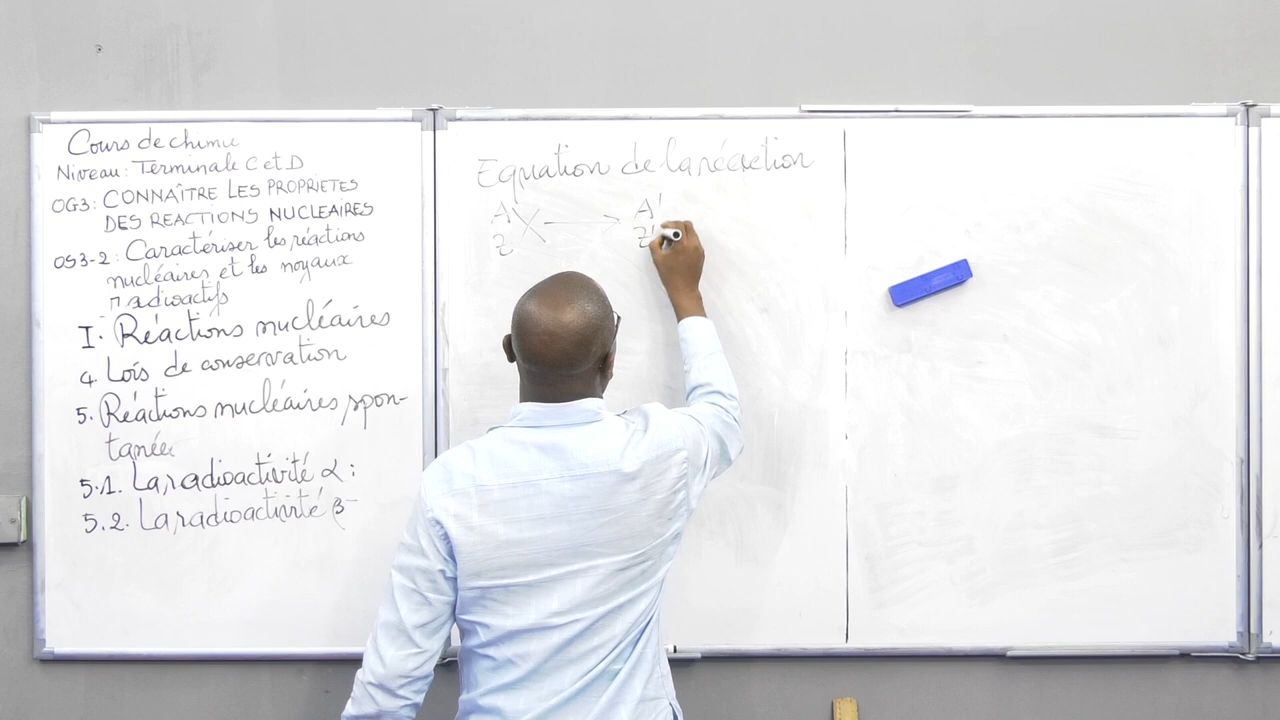 Cours de chimie
Niveau: Terminale C et D
OG3: CONNAÎTRE LES PROPRIETES
DES REACTIONS NUCLEAIRES
OS3-2: Caractériser les réactions
nucléaires et les noyaux
radioactifs
I. Réactions nucléaires
4. Lois de conservation
5. Réactions nucléaires spon-
tanées
5.1. La radioactivité α:
5.2. La radioactivité β⁻
Equation de la réaction
A X → A'
Z Z'